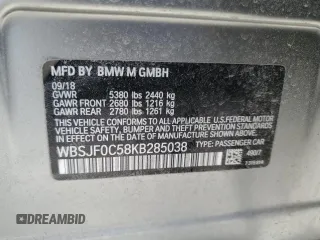 MFD BY BMW M GMBH
09/18
GVWR 5380 lbs 2440 kg
GAWR FRONT 2680 lbs 1216 kg
GAWR REAR 2780 lbs 1261 kg
THIS VEHICLE CONFORMS TO ALL APPLICABLE U.S. FEDERAL MOTOR
VEHICLE SAFETY, BUMPER, AND THEFT PREVENTION STANDARDS IN
EFFECT ON THE DATE OF MANUFACTURE SHOWN ABOVE.
WBSJF0C58KB285038
TYPE: PASSENGER CAR
DREAMBID